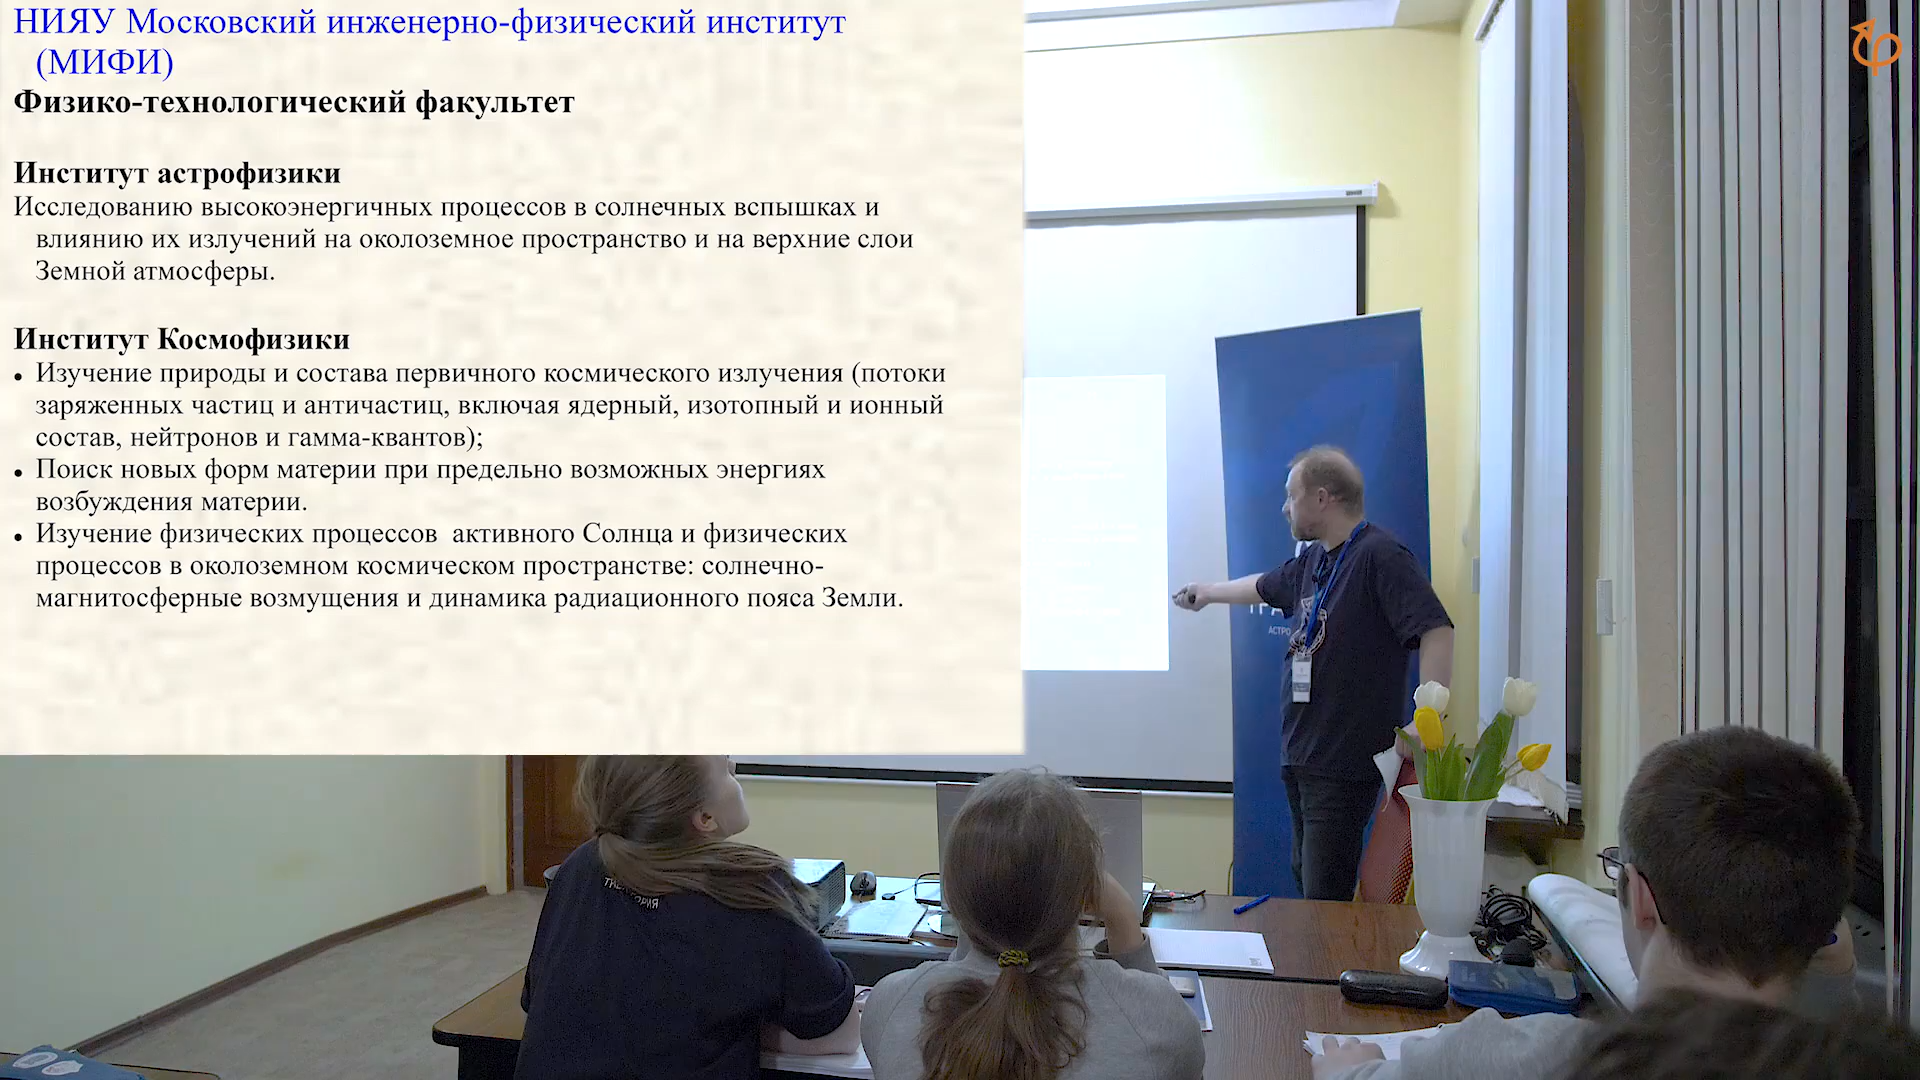 НИЯУ Московский инженерно-физический институт
(МИФИ)
Физико-технологический факультет
Институт астрофизики
Исследованию высокоэнергичных процессов в солнечных вспышках и
влиянию их излучений на околоземное пространство и на верхние слои
Земной атмосферы.
Институт Космофизики
• Изучение природы и состава первичного космического излучения (потоки
заряженных частиц и античастиц, включая ядерный, изотопный и ионный
состав, нейтронов и гамма-квантов);
• Поиск новых форм материи при предельно возможных энергиях
возбуждения материи.
• Изучение физических процессов  активного Солнца и физических
процессов в околоземном космическом пространстве: солнечно-
магнитосферные возмущения и динамика радиационного пояса Земли.
АСТРО